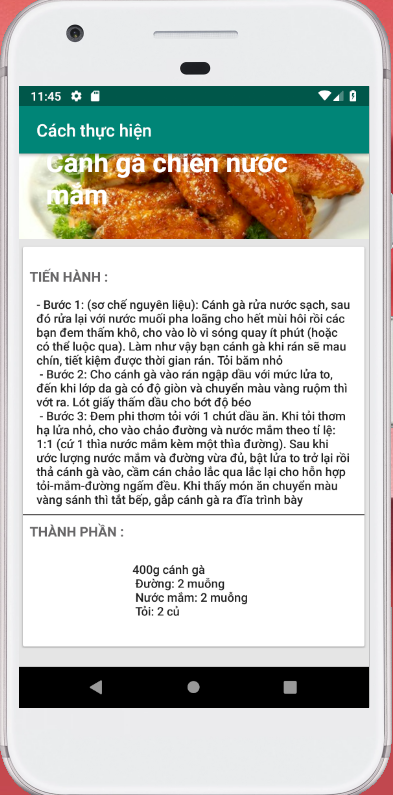 11:45
Cách thực hiện
Cánh gà chiên nước
mắm
TIẾN HÀNH :
- Bước 1: (sơ chế nguyên liệu): Cánh gà rửa nước sạch, sau
đó rửa lại với nước muối pha loãng cho hết mùi hôi rồi các
bạn đem thấm khô, cho vào lò vi sóng quay ít phút (hoặc
có thể luộc qua). Làm như vậy bạn cánh gà khi rán sẽ mau
chín, tiết kiệm được thời gian rán. Tỏi băm nhỏ
- Bước 2: Cho cánh gà vào rán ngập dầu với mức lửa to,
đến khi lớp da gà có độ giòn và chuyển màu vàng ruộm thì
vớt ra. Lót giấy thấm dầu cho bớt độ béo
- Bước 3: Đem phi thơm tỏi với 1 chút dầu ăn. Khi tỏi thơm
hạ lửa nhỏ, cho vào chảo đường và nước mắm theo tỉ lệ:
1:1 (cứ 1 thìa nước mắm kèm một thìa đường). Sau khi
ước lượng nước mắm và đường vừa đủ, bật lửa to trở lại rồi
thả cánh gà vào, cầm cán chảo lắc qua lắc lại cho hỗn hợp
tỏi-mắm-đường ngấm đều. Khi thấy món ăn chuyển màu
vàng sánh thì tắt bếp, gắp cánh gà ra đĩa trình bày
THÀNH PHẦN :
400g cánh gà
Đường: 2 muỗng
Nước mắm: 2 muỗng
Tỏi: 2 củ